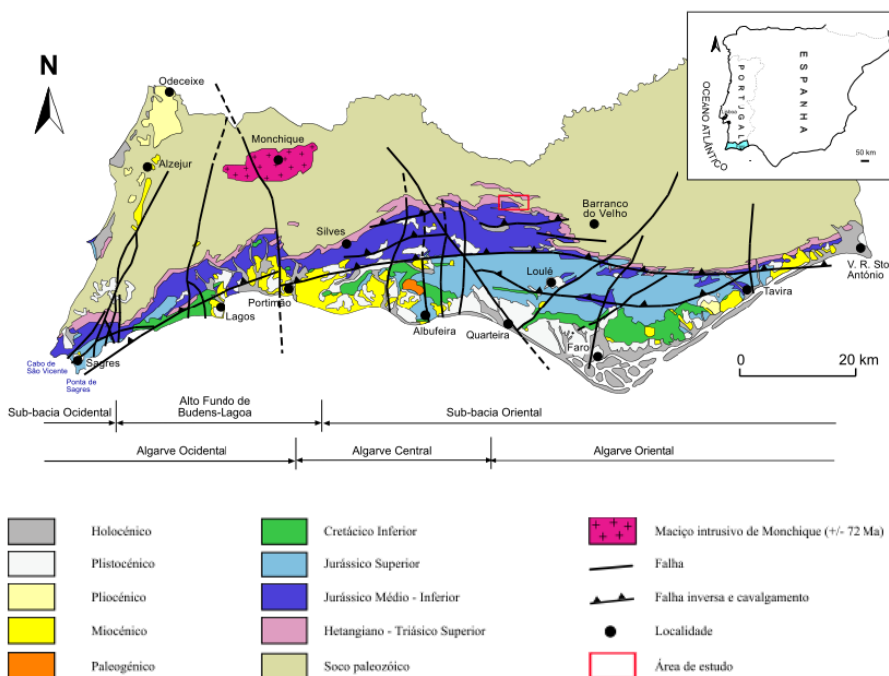 N
Odeceixe
Monchique
Alzejur
Silves
Barranco
do Velho
Loulé
V. R. Sto
António
Portimão
Lagos
Tavira
Albufeira
Quarteira
Faro
Sagres
Cabo de
São Vicente
Ponta de
Sagres
0 20 km
ESPANHA
PORTUGAL
OCEANO ATLÂNTICO
Lisboa
50 km
Sub-bacia Ocidental
Alto Fundo de
Budens-Lagoa
Sub-bacia Oriental
Algarve Ocidental
Algarve Central
Algarve Oriental
Holocénico
Plistocénico
Pliocénico
Miocénico
Paleogénico
Cretácico Inferior
Jurássico Superior
Jurássico Médio - Inferior
Hetangiano - Triásico Superior
Soco paleozóico
Maciço intrusivo de Monchique (+/- 72 Ma)
Falha
Falha inversa e cavalgamento
Localidade
Área de estudo